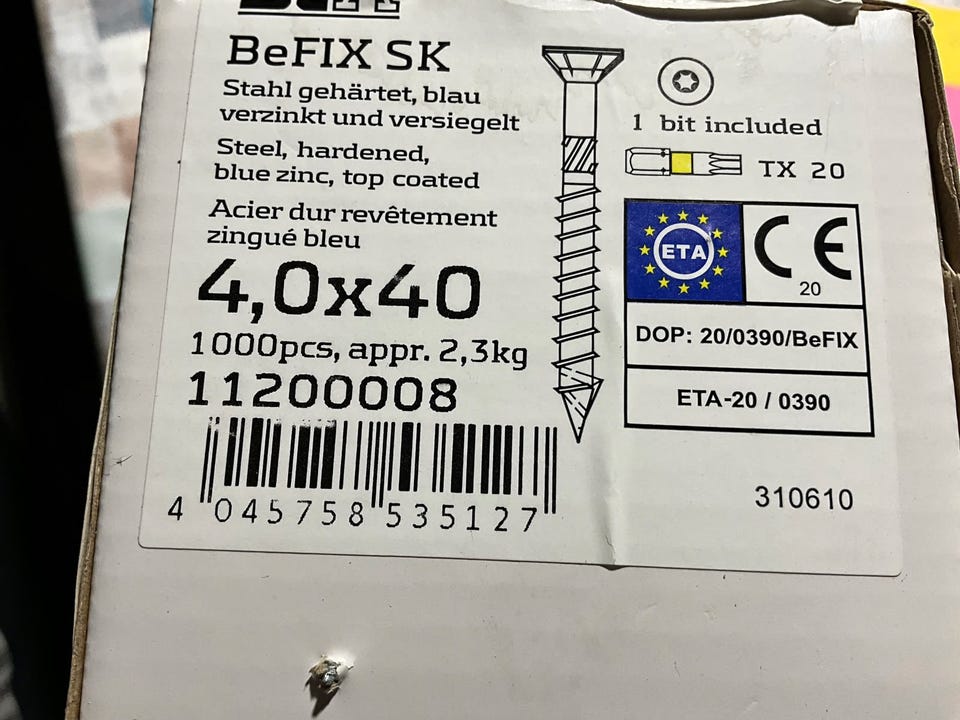 BeFIX SK
Stahl gehärtet, blau
verzinkt und versiegelt
Steel, hardened,
blue zinc, top coated
Acier dur revêtement
zingué bleu
4,0x40
1000pcs, appr. 2,3kg
11200008
4 045758 535127
1 bit included
TX 20
ETA
CE
20
DOP: 20/0390/BeFIX
ETA-20 / 0390
310610